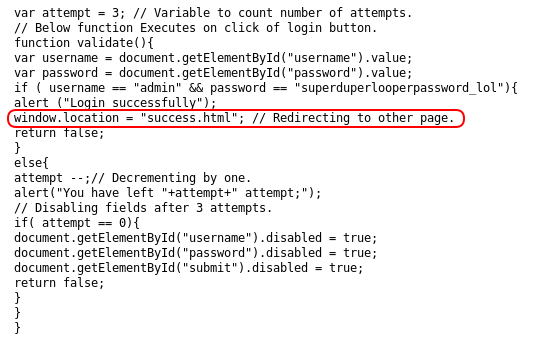 var attempt = 3; // Variable to count number of attempts.
// Below function Executes on click of login button.
function validate(){
var username = document.getElementById("username").value;
var password = document.getElementById("password").value;
if ( username == "admin" && password == "superduperlooperpassword_lol"){
alert ("Login successfully");
window.location = "success.html"; // Redirecting to other page.
return false;
}
else{
attempt --;// Decrementing by one.
alert("You have left "+attempt+" attempt;");
// Disabling fields after 3 attempts.
if( attempt == 0){
document.getElementById("username").disabled = true;
document.getElementById("password").disabled = true;
document.getElementById("submit").disabled = true;
return false;
}
}
}